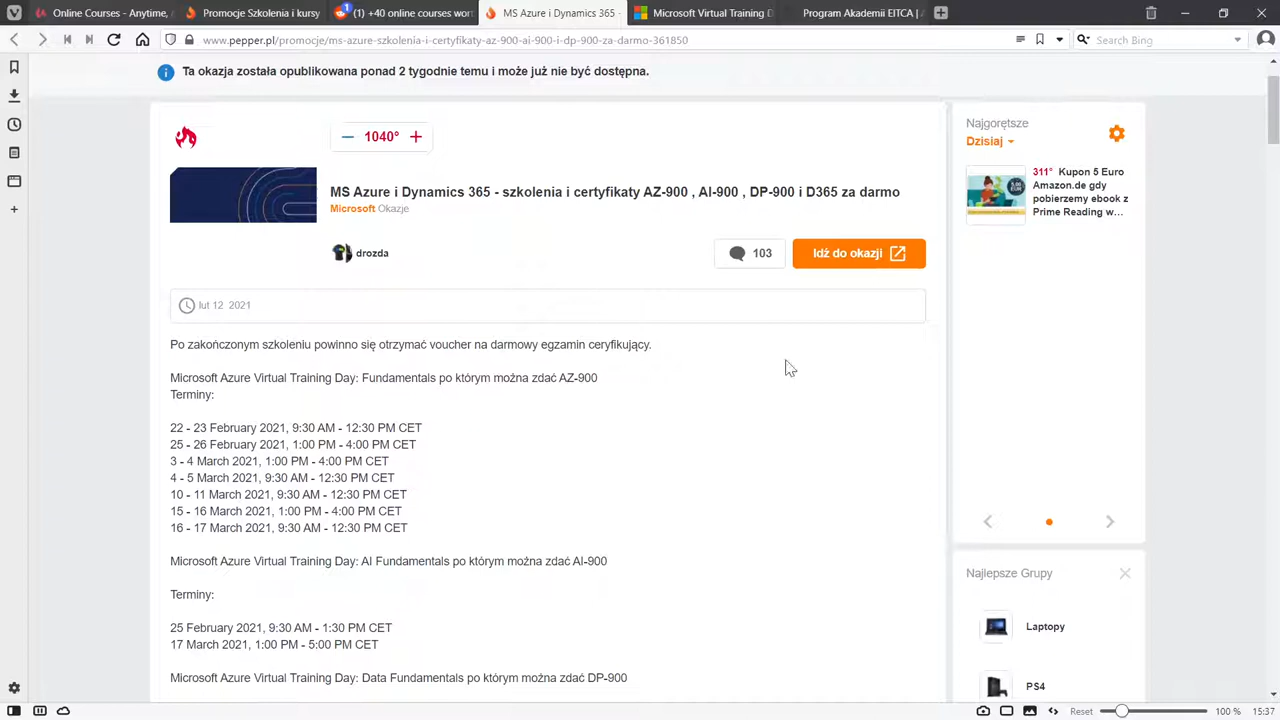 Online Courses - Anytime,
Promocje Szkolenia i kursy
1
(1) +40 online courses wor
MS Azure i Dynamics 365 -
Microsoft Virtual Training D
Program Akademii EITCA |
www.pepper.pl/promocje/ms-azure-szkolenia-i-certyfikaty-az-900-ai-900-i-dp-900-za-darmo-361850
Search Bing
Ta okazja została opublikowana ponad 2 tygodnie temu i może już nie być dostępna.
1040°
MS Azure i Dynamics 365 - szkolenia i certyfikaty AZ-900 , AI-900 , DP-900 i D365 za darmo
Microsoft Okazje
drozda
103
Idź do okazji
lut 12 2021
Po zakończonym szkoleniu powinno się otrzymać voucher na darmowy egzamin ceryfikujący.
Microsoft Azure Virtual Training Day: Fundamentals po którym można zdać AZ-900
Terminy:
22 - 23 February 2021, 9:30 AM - 12:30 PM CET
25 - 26 February 2021, 1:00 PM - 4:00 PM CET
3 - 4 March 2021, 1:00 PM - 4:00 PM CET
4 - 5 March 2021, 9:30 AM - 12:30 PM CET
10 - 11 March 2021, 9:30 AM - 12:30 PM CET
15 - 16 March 2021, 1:00 PM - 4:00 PM CET
16 - 17 March 2021, 9:30 AM - 12:30 PM CET
Microsoft Azure Virtual Training Day: AI Fundamentals po którym można zdać AI-900
Terminy:
25 February 2021, 9:30 AM - 1:30 PM CET
17 March 2021, 1:00 PM - 5:00 PM CET
Microsoft Azure Virtual Training Day: Data Fundamentals po którym można zdać DP-900
Najgorętsze
Dzisiaj
311° Kupon 5 Euro
Amazon.de gdy
pobierzemy ebook z
Prime Reading w...
Najlepsze Grupy
Laptopy
PS4
Reset
100 %
15:37